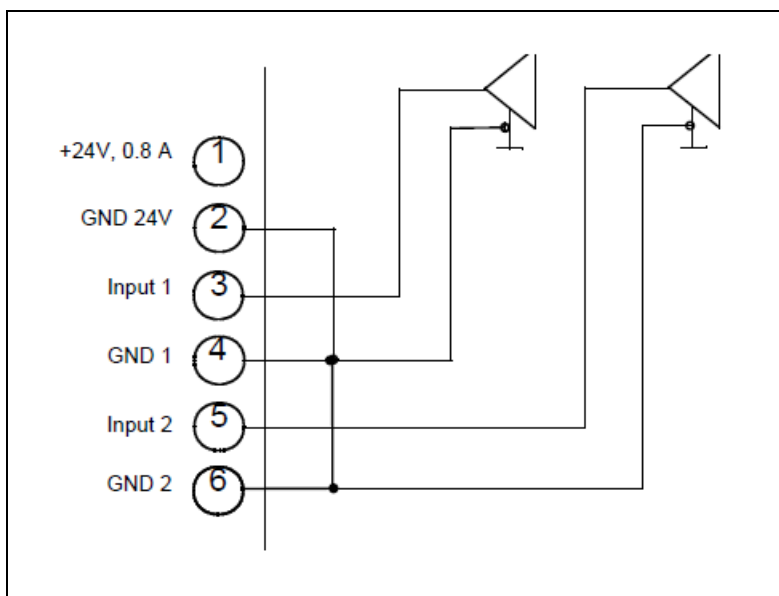 +24V, 0.8 A 1
GND 24V 2
Input 1 3
GND 1 4
Input 2 5
GND 2 6